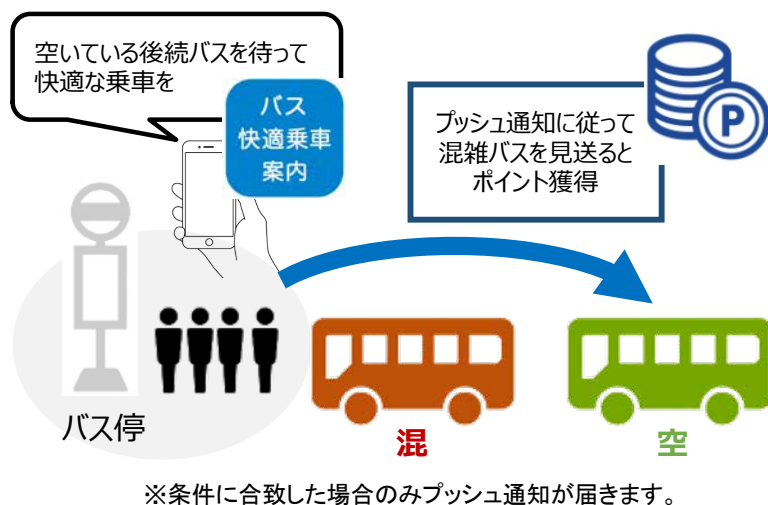 空いている後続バスを待って
快適な乗車を
バス
快適乗車
案内
P
プッシュ通知に従って
混雑バスを見送ると
ポイント獲得
バス停
混
空
※条件に合致した場合のみプッシュ通知が届きます。